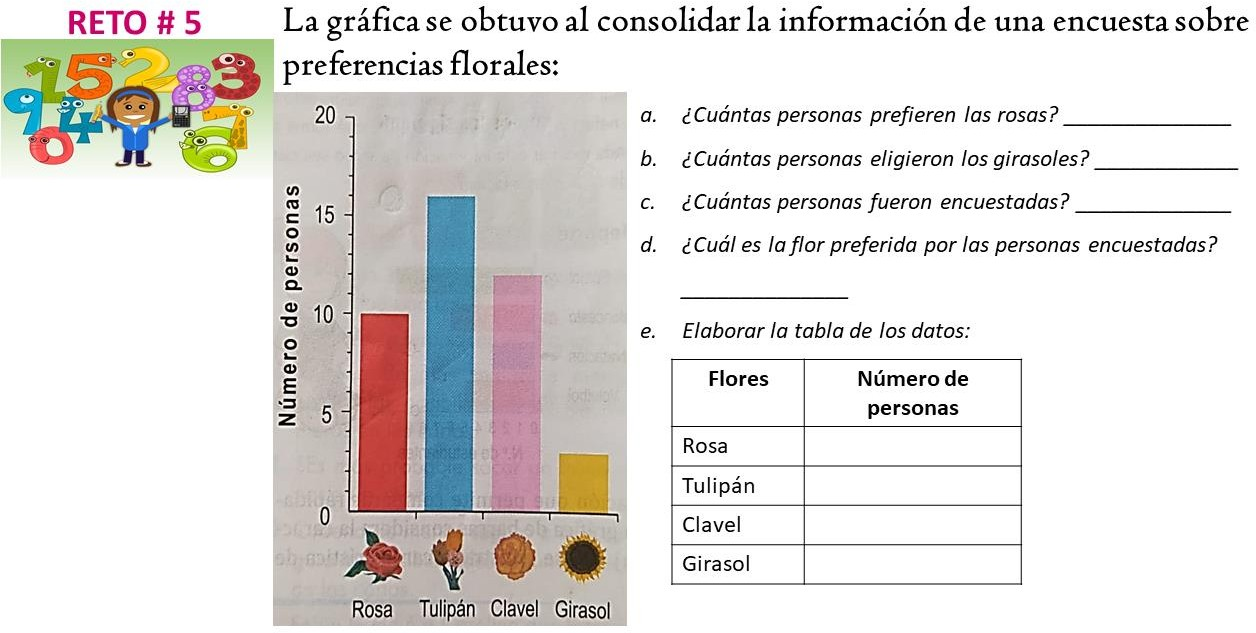 RETO # 5
La gráfica se obtuvo al consolidar la información de una encuesta sobre
preferencias florales:
Número de personas
20
15
10
5
0
Rosa Tulipán Clavel Girasol
a. ¿Cuántas personas prefieren las rosas? _______________
b. ¿Cuántas personas eligieron los girasoles? _____________
c. ¿Cuántas personas fueron encuestadas? ______________
d. ¿Cuál es la flor preferida por las personas encuestadas?
_______________
e. Elaborar la tabla de los datos:
Flores Número de
personas
Rosa
Tulipán
Clavel
Girasol